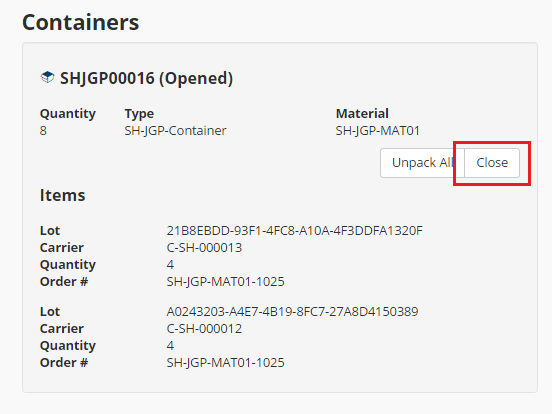 Containers
SHJGP00016 (Opened)
Quantity Type Material
8 SH-JGP-Container SH-JGP-MAT01
Unpack All Close
Items
Lot 21B8EBDD-93F1-4FC8-A10A-4F3DDFA1320F
Carrier C-SH-000013
Quantity 4
Order # SH-JGP-MAT01-1025
Lot A0243203-A4E7-4B19-8FC7-27A8D4150389
Carrier C-SH-000012
Quantity 4
Order # SH-JGP-MAT01-1025